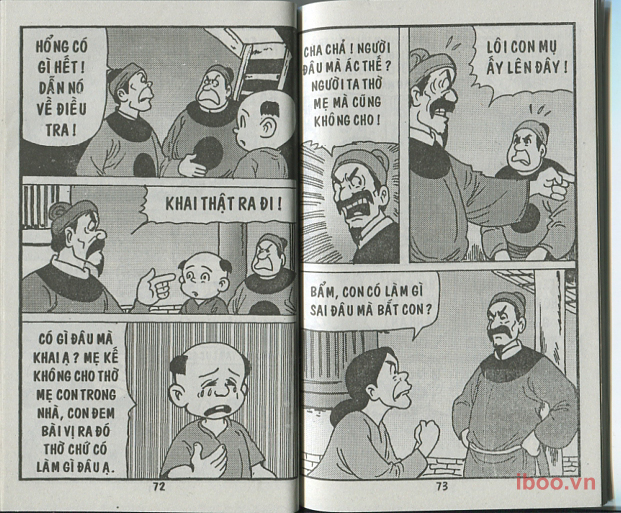 HỔNG CÓ
GÌ HẾT !
DẪN NÓ
VỀ ĐIỀU
TRA !
KHAI THẬT RA ĐI !
CÓ GÌ ĐÂU MÀ
KHAI Ạ ? MẸ KẾ
KHÔNG CHO THỜ
MẸ CON TRONG
NHÀ, CON ĐEM
BÀI VỊ RA ĐÓ
THỜ CHỨ CÓ
LÀM GÌ ĐÂU Ạ.
72
CHA CHẢ ! NGƯỜI
ĐÂU MÀ ÁC THẾ ?
NGƯỜI TA THỜ
MẸ MÀ CŨNG
KHÔNG CHO !
LÔI CON MỤ
ẤY LÊN ĐÂY !
BẨM, CON CÓ LÀM GÌ
SAI ĐÂU MÀ BẮT CON ?
73
Iboo.vn